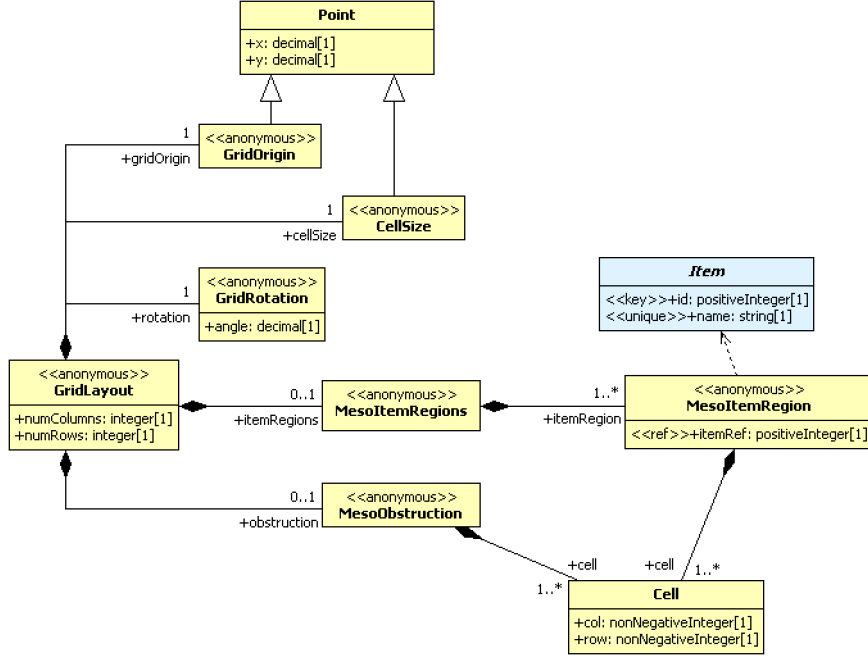 Point
+x: decimal[1]
+y: decimal[1]
<<anonymous>>
GridOrigin
1
+gridOrigin
<<anonymous>>
CellSize
1
+cellSize
<<anonymous>>
GridRotation
+angle: decimal[1]
1
+rotation
Item
<<key>>+id: positiveInteger[1]
<<unique>>+name: string[1]
<<anonymous>>
GridLayout
+numColumns: integer[1]
+numRows: integer[1]
0..1
+itemRegions
<<anonymous>>
MesoItemRegions
1..*
+itemRegion
<<anonymous>>
MesoItemRegion
<<ref>>+itemRef: positiveInteger[1]
0..1
+obstruction
<<anonymous>>
MesoObstruction
+cell
1..*
+cell
1..*
Cell
+col: nonNegativeInteger[1]
+row: nonNegativeInteger[1]